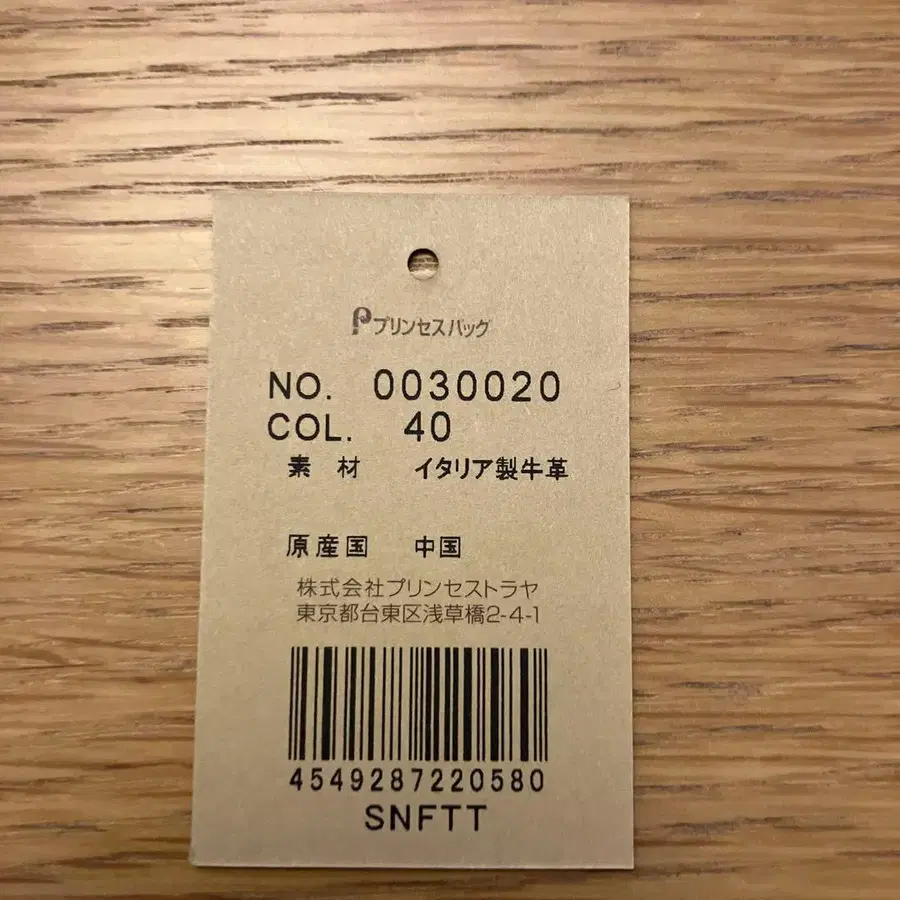 プリンセスバッグ
NO. 0030020
COL. 40
素材 イタリア製牛革
原産国 中国
株式会社プリンセストラヤ
東京都台東区浅草橋2-4-1
4549287220580
SNFTT